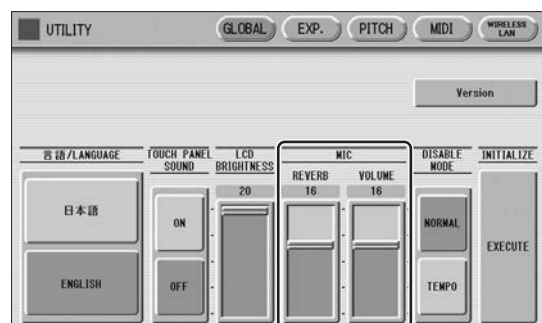 UTILITY
GLOBAL
EXP.
PITCH
MIDI
WIRELESS
LAN
Version
言語/LANGUAGE
TOUCH PANEL
SOUND
LCD
BRIGHTNESS
MIC
DISABLE
MODE
INITIALIZE
REVERB
VOLUME
20
16
16
日本語
ON
NORMAL
EXECUTE
ENGLISH
OFF
TEMPO